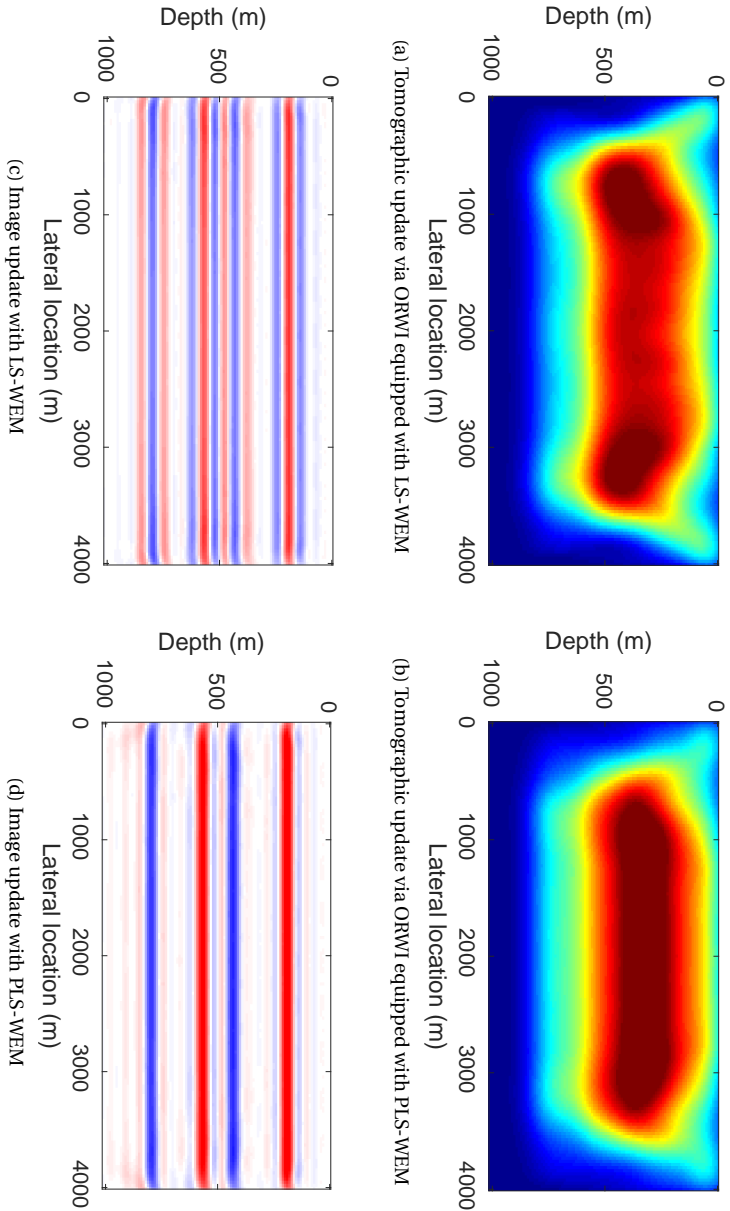 0
500
1000
Depth (m)
0
1000
2000
3000
4000
Lateral location (m)
(a) Tomographic update via ORWI equipped with LS-WEM
0
500
1000
Depth (m)
0
1000
2000
3000
4000
Lateral location (m)
(b) Tomographic update via ORWI equipped with PLS-WEM
0
500
1000
Depth (m)
0
1000
2000
3000
4000
Lateral location (m)
(c) Image update with LS-WEM
0
500
1000
Depth (m)
0
1000
2000
3000
4000
Lateral location (m)
(d) Image update with PLS-WEM